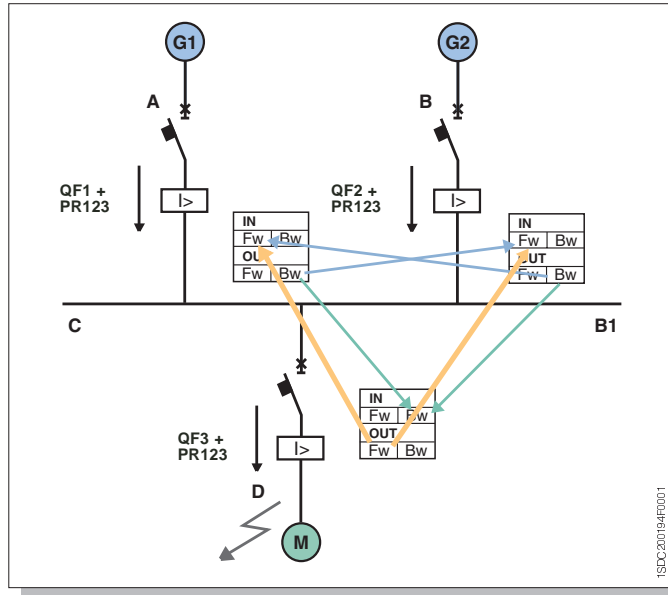 G1
G2
A
B
QF1 +
PR123
I>
QF2 +
PR123
I>
IN
Fw Bw
OUT
Fw Bw
IN
Fw Bw
OUT
Fw Bw
C
B1
IN
Fw Bw
OUT
Fw Bw
QF3 +
PR123
I>
D
M
1SDC200194F0001